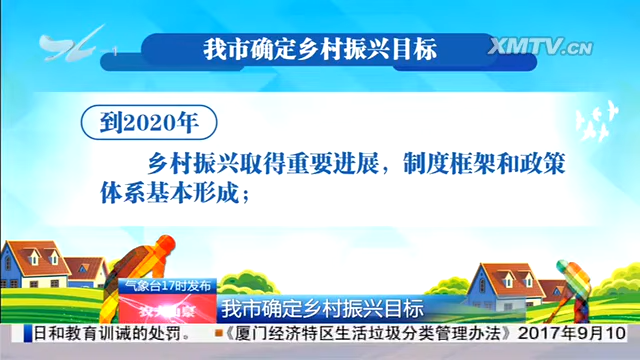 我市确定乡村振兴目标
XMTV.CN
到2020年
乡村振兴取得重要进展，制度框架和政策
体系基本形成；
气象台17时发布
我市确定乡村振兴目标
日和教育训诫的处罚。 ■《厦门经济特区生活垃圾分类管理办法》2017年9月10